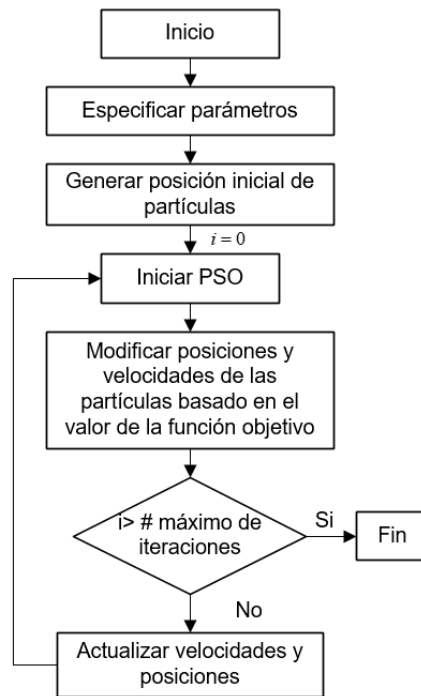 Inicio
Especificar parámetros
Generar posición inicial de
partículas
i = 0
Iniciar PSO
Modificar posiciones y
velocidades de las
partículas basado en el
valor de la función objetivo
i> # máximo de
iteraciones
Si
Fin
No
Actualizar velocidades y
posiciones